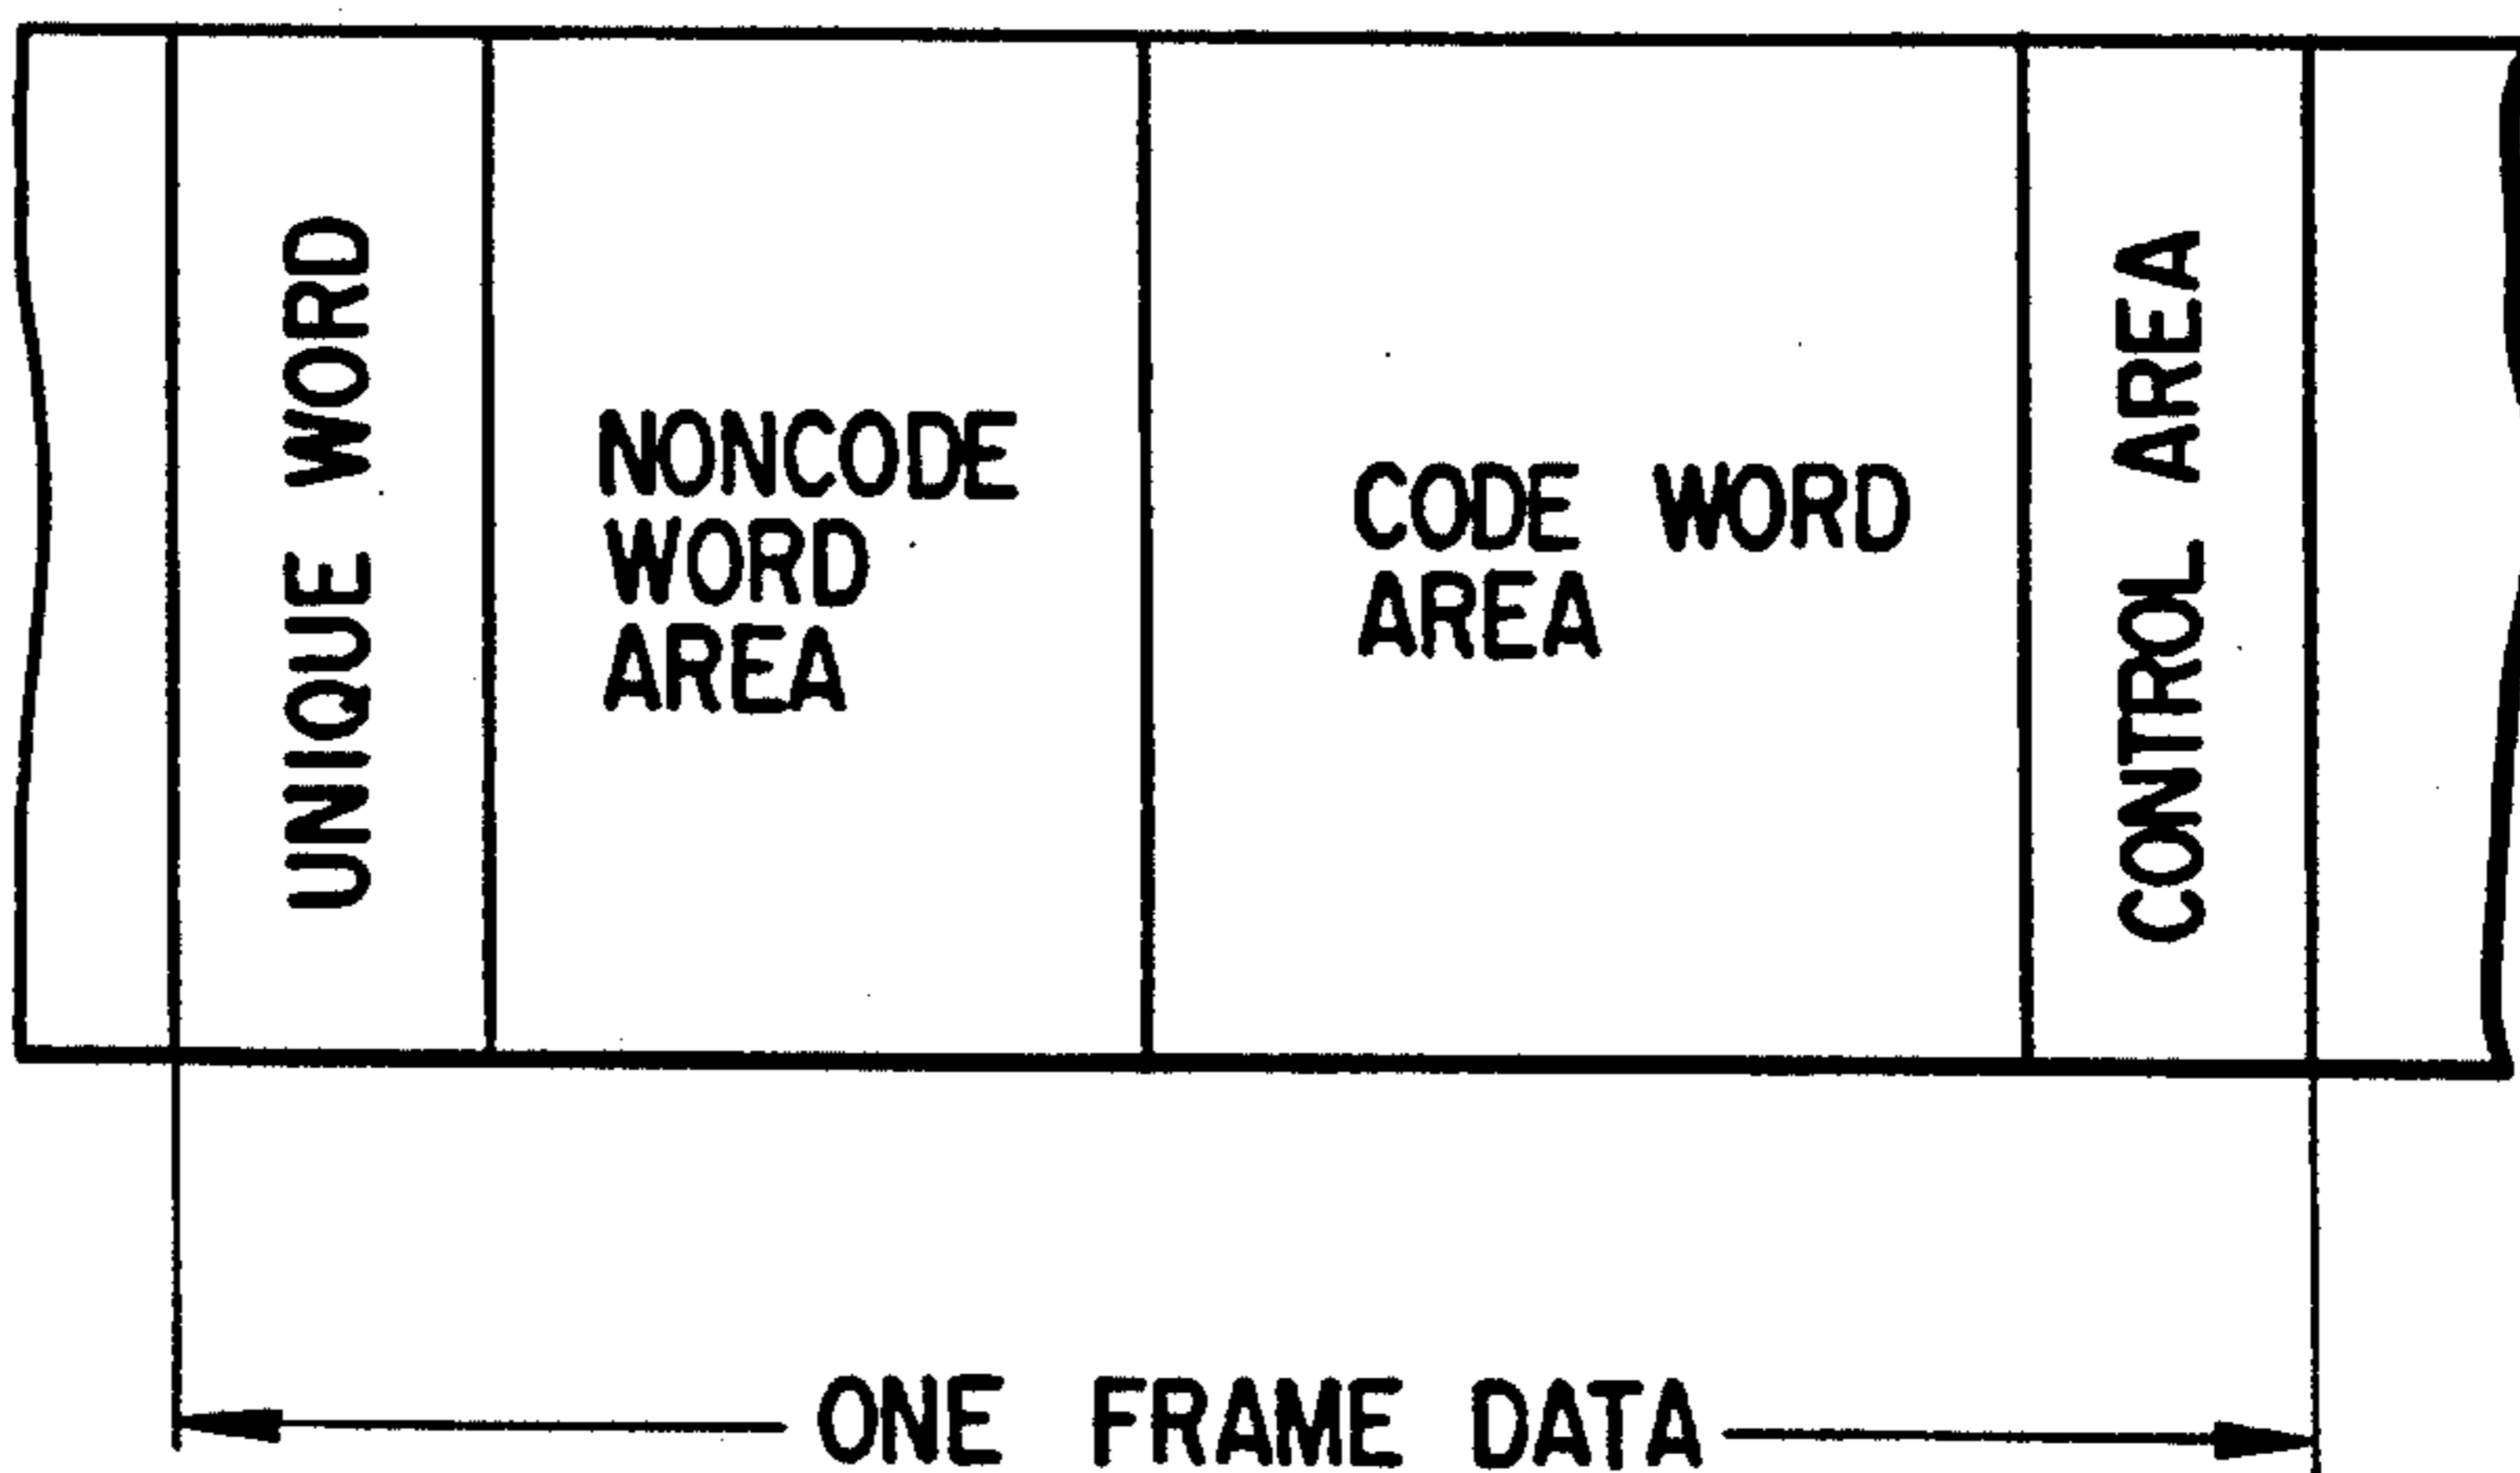 UNIQUE WORD
NONCODE
WORD
AREA
CODE WORD
AREA
CONTROL AREA
ONE FRAME DATA